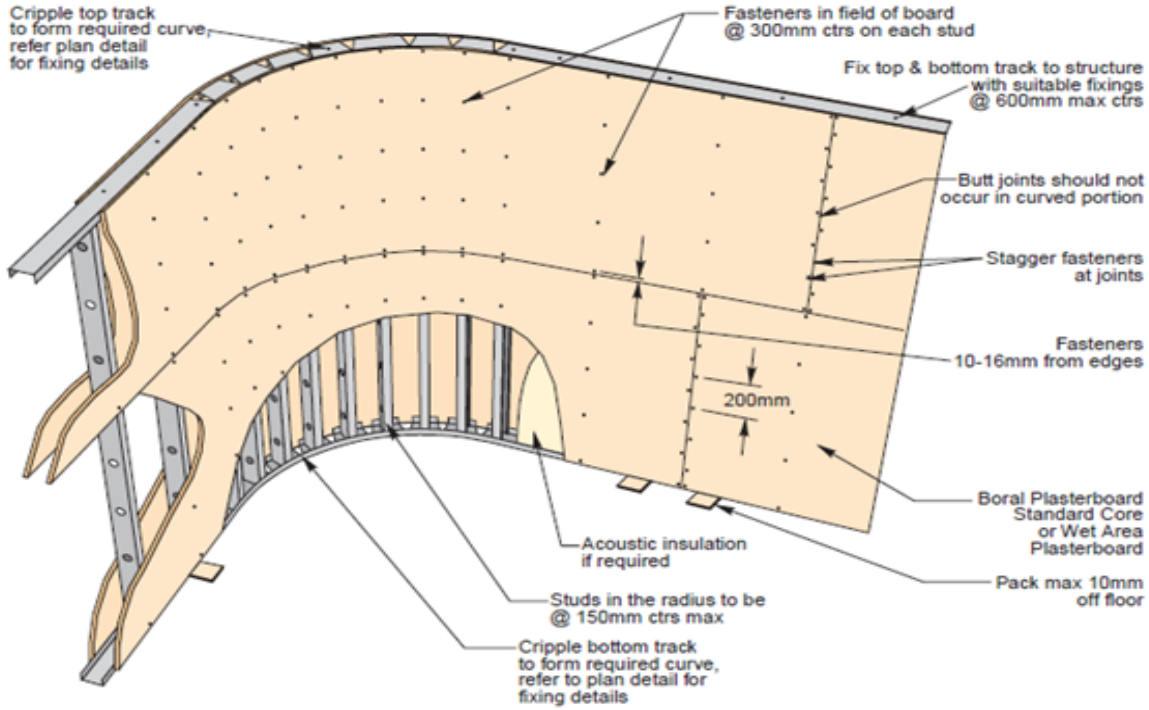 Cripple top track
to form required curve,
refer plan detail
for fixing details
Fasteners in field of board
@ 300mm ctrs on each stud
Fix top & bottom track to structure
with suitable fixings
@ 600mm max ctrs
Butt joints should not
occur in curved portion
Stagger fasteners
at joints
Fasteners
10-16mm from edges
200mm
Boral Plasterboard
Standard Core
or Wet Area
Plasterboard
Acoustic insulation
if required
Pack max 10mm
off floor
Studs in the radius to be
@ 150mm ctrs max
Cripple bottom track
to form required curve,
refer to plan detail for
fixing details